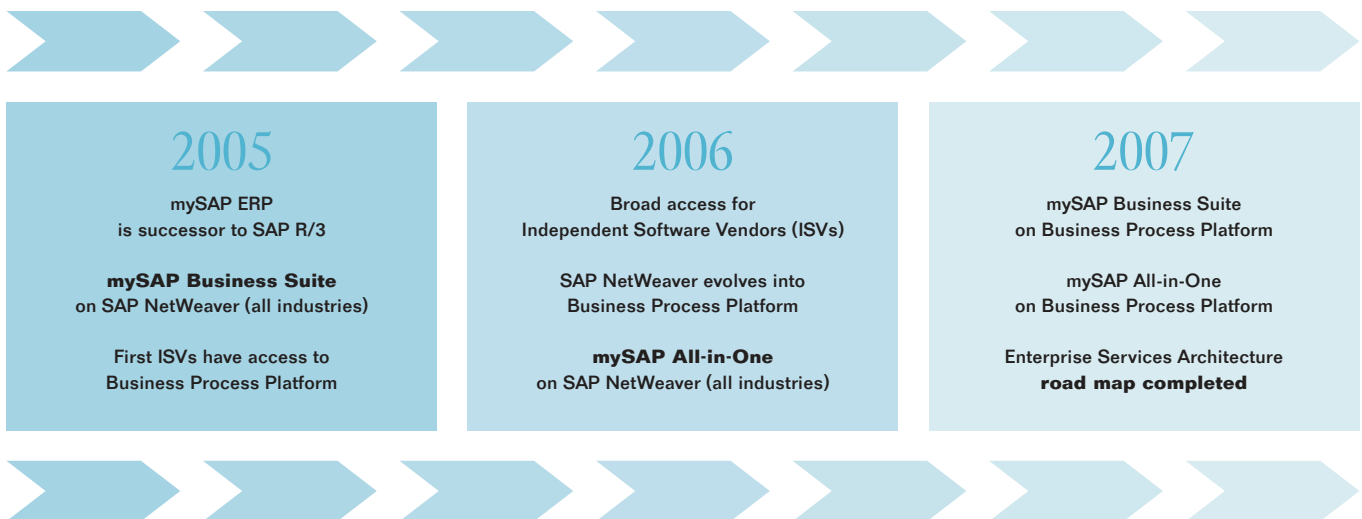 2005
mySAP ERP
is successor to SAP R/3
mySAP Business Suite
on SAP NetWeaver (all industries)
First ISVs have access to
Business Process Platform
2006
Broad access for
Independent Software Vendors (ISVs)
SAP NetWeaver evolves into
Business Process Platform
mySAP All-in-One
on SAP NetWeaver (all industries)
2007
mySAP Business Suite
on Business Process Platform
mySAP All-in-One
on Business Process Platform
Enterprise Services Architecture
road map completed